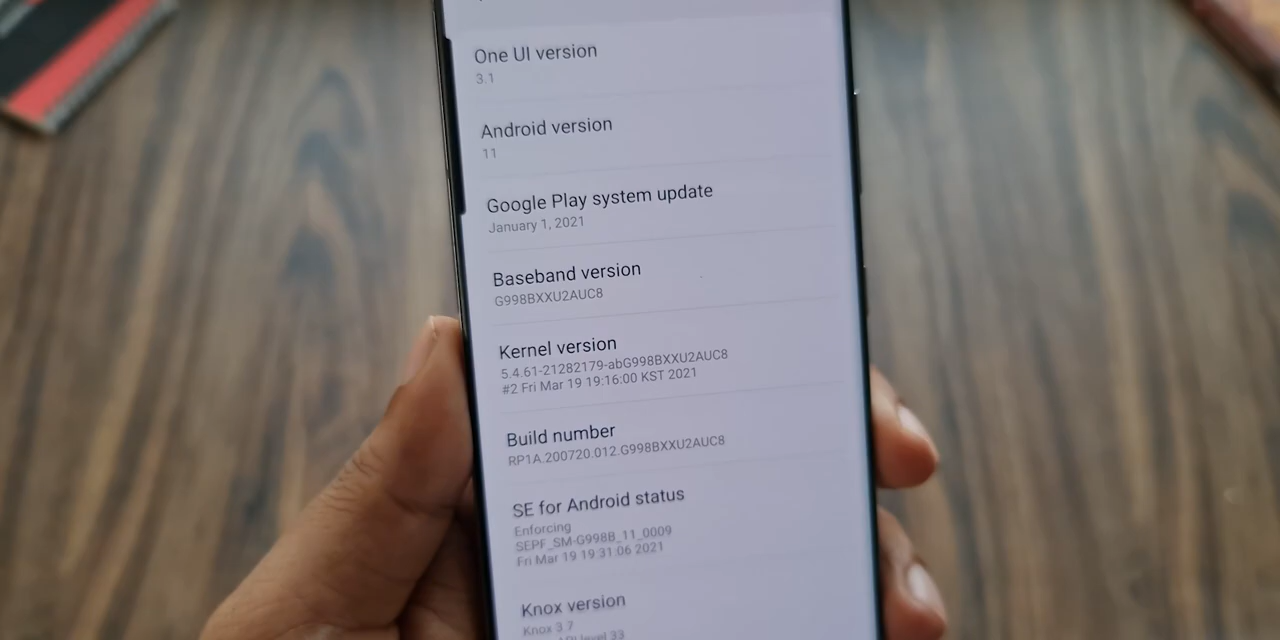 One UI version
3.1
Android version
11
Google Play system update
January 1, 2021
Baseband version
G998BXXU2AUC8
Kernel version
5.4.61-21282179-abG998BXXU2AUC8
#2 Fri Mar 19 19:16:00 KST 2021
Build number
RP1A.200720.012.G998BXXU2AUC8
SE for Android status
Enforcing
SEPF_SM-G998B_11_0009
Fri Mar 19 19:31:06 2021
Knox version
Knox 3.7
level 33